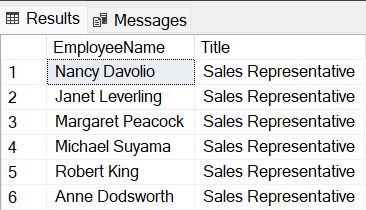 Results Messages
EmployeeName Title
1 Nancy Davolio Sales Representative
2 Janet Leverling Sales Representative
3 Margaret Peacock Sales Representative
4 Michael Suyama Sales Representative
5 Robert King Sales Representative
6 Anne Dodsworth Sales Representative